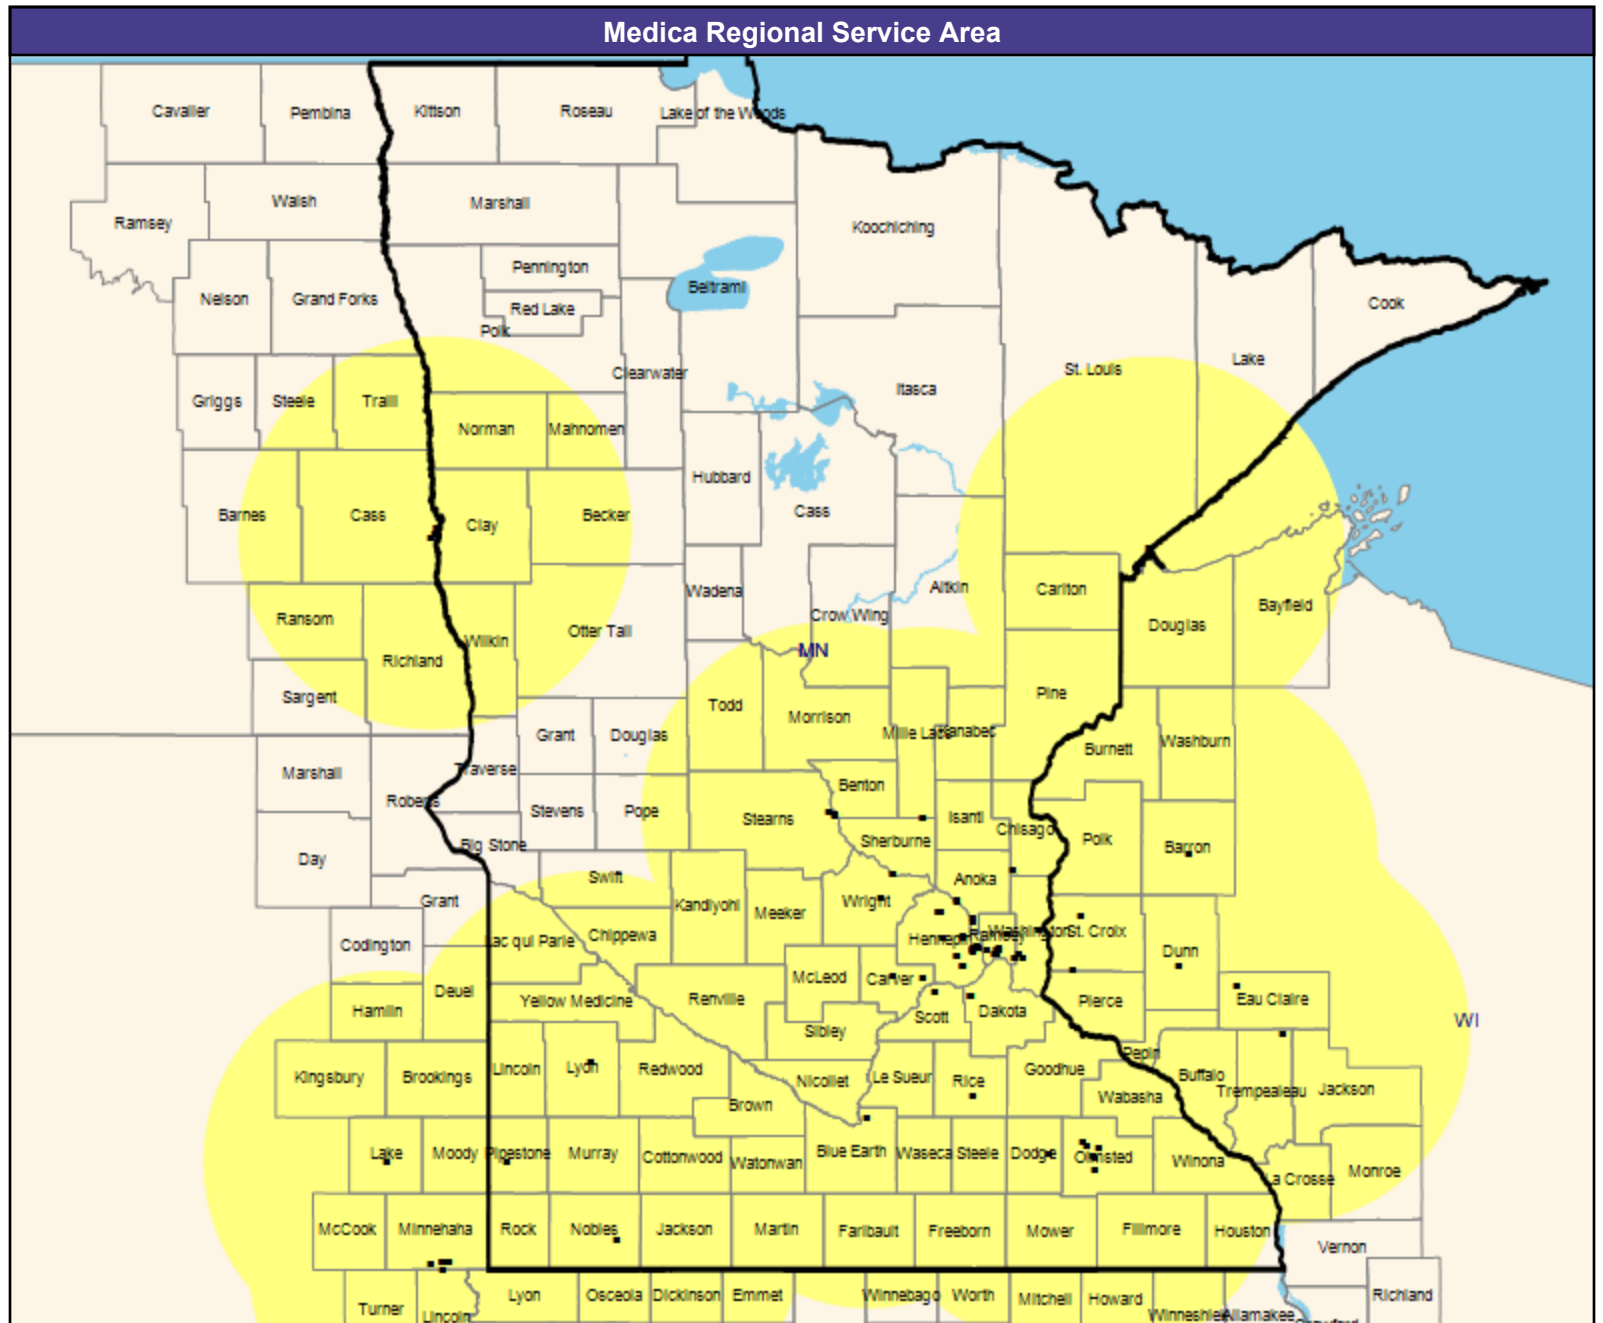 Medica Regional Service Area
Cavalier
Pembina
Kittson
Roseau
Lake of the Woods
Walsh
Marshall
Ramsey
Koochiching
Pennington
Nelson
Grand Forks
Beltrami
Cook
Red Lake
Polk
Clearwater
St. Louis
Lake
Itasca
Griggs
Steele
Traill
Norman
Mahnomen
Hubbard
Barnes
Cass
Clay
Becker
Cass
Wadena
Aitkin
Carlton
Bayfield
Crow Wing
Ransom
Otter Tail
Wilkin
Douglas
MN
Richland
Sargent
Todd
Morrison
Pine
Mille Lacs
Kanabec
Grant
Douglas
Burnett
Washburn
Marshall
Traverse
Roberts
Benton
Stevens
Pope
Stearns
Isanti
Chisago
Sherburne
Polk
Barron
Big Stone
Day
Swift
Anoka
Grant
Kandiyohi
Meeker
Wright
Codington
Lac qui Parle
Chippewa
Hennepin
Ramsey
Washington
St. Croix
Dunn
McLeod
Carver
Deuel
Yellow Medicine
Renville
Hamlin
Scott
Dakota
Pierce
Eau Claire
WI
Sibley
Pepin
Kingsbury
Brookings
Lincoln
Lyon
Redwood
Nicollet
Le Sueur
Rice
Goodhue
Buffalo
Trempealeau
Jackson
Wabasha
Brown
Lake
Moody
Pipestone
Murray
Cottonwood
Watonwan
Blue Earth
Waseca
Steele
Dodge
Olmsted
Winona
La Crosse
Monroe
McCook
Minnehaha
Rock
Nobles
Jackson
Martin
Faribault
Freeborn
Mower
Fillmore
Houston
Vernon
Turner
Lincoln
Lyon
Osceola
Dickinson
Emmet
Winnebago
Worth
Mitchell
Howard
Winneshiek
Allamakee
Richland
Crawford